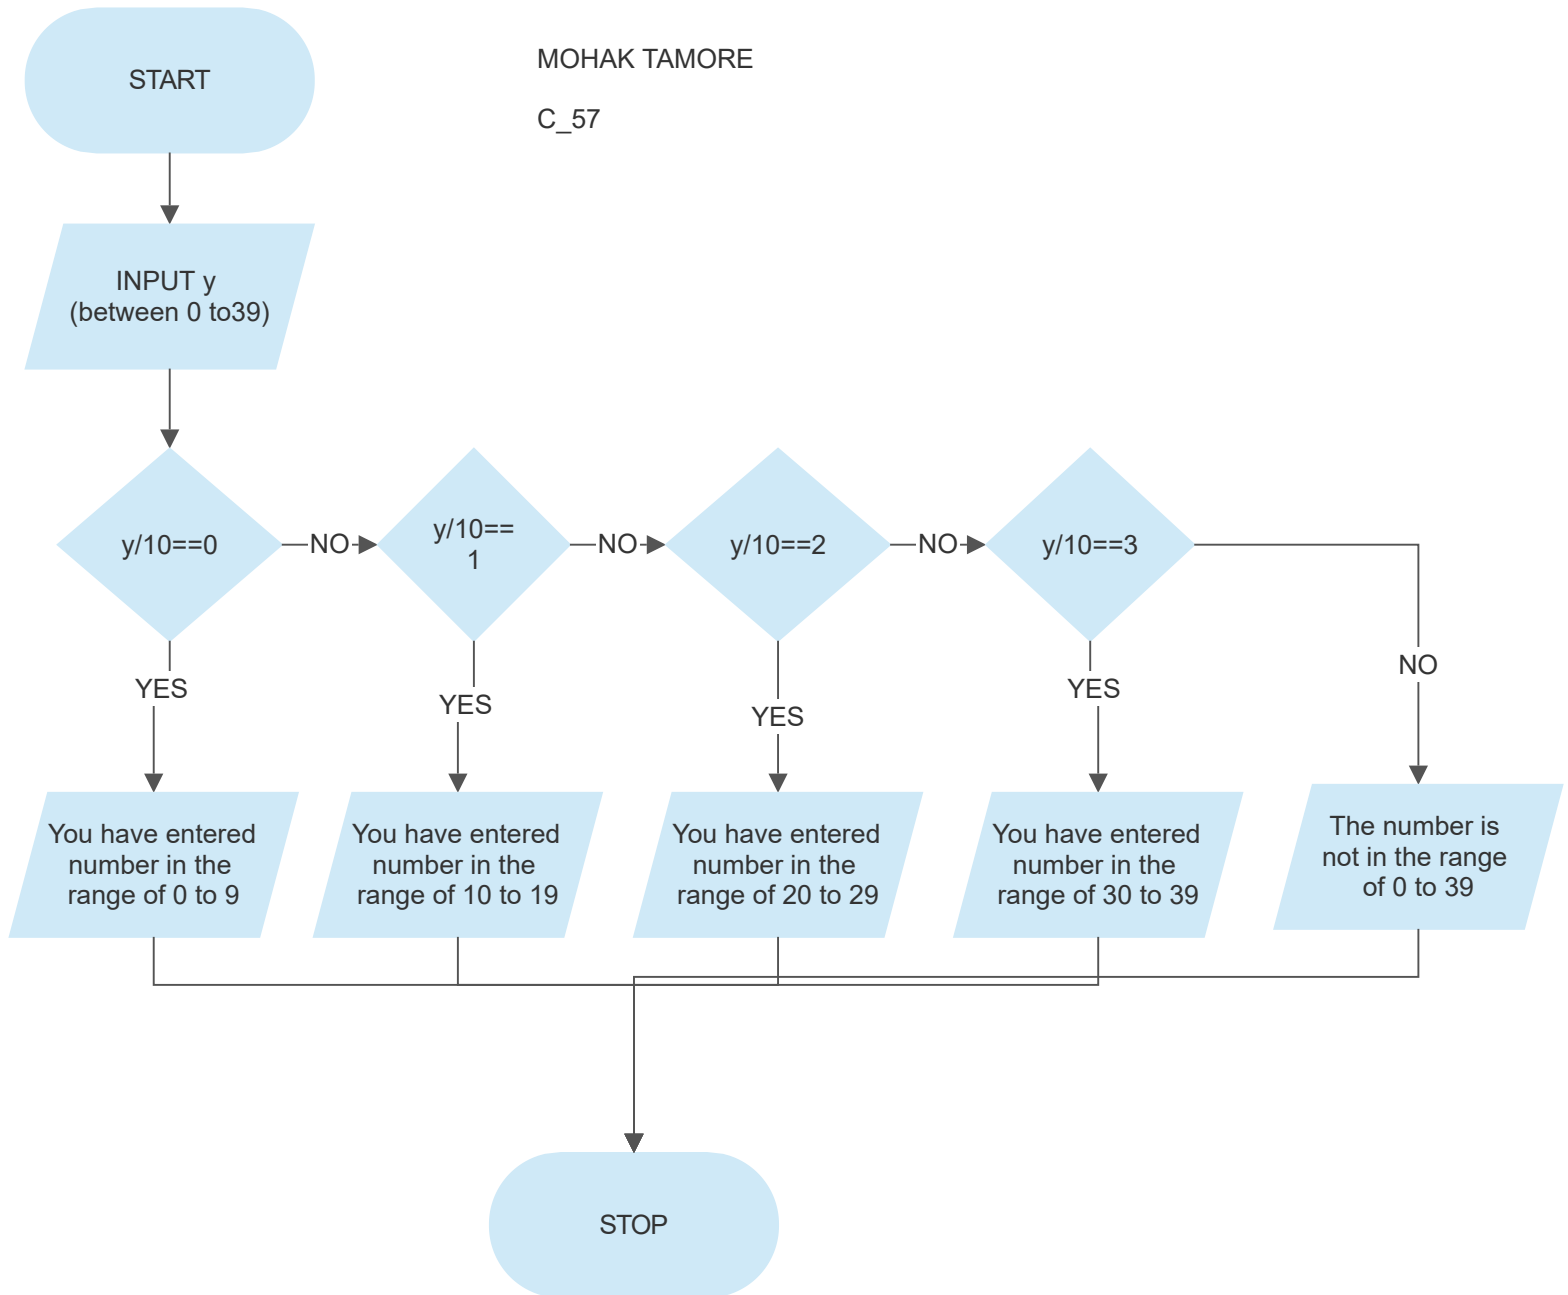 START
MOHAK TAMORE
C_57
INPUT y
(between 0 to39)
y/10==0
NO
y/10==
1
NO
y/10==2
NO
y/10==3
NO
YES
YES
YES
YES
You have entered
number in the
range of 0 to 9
You have entered
number in the
range of 10 to 19
You have entered
number in the
range of 20 to 29
You have entered
number in the
range of 30 to 39
The number is
not in the range
of 0 to 39
STOP